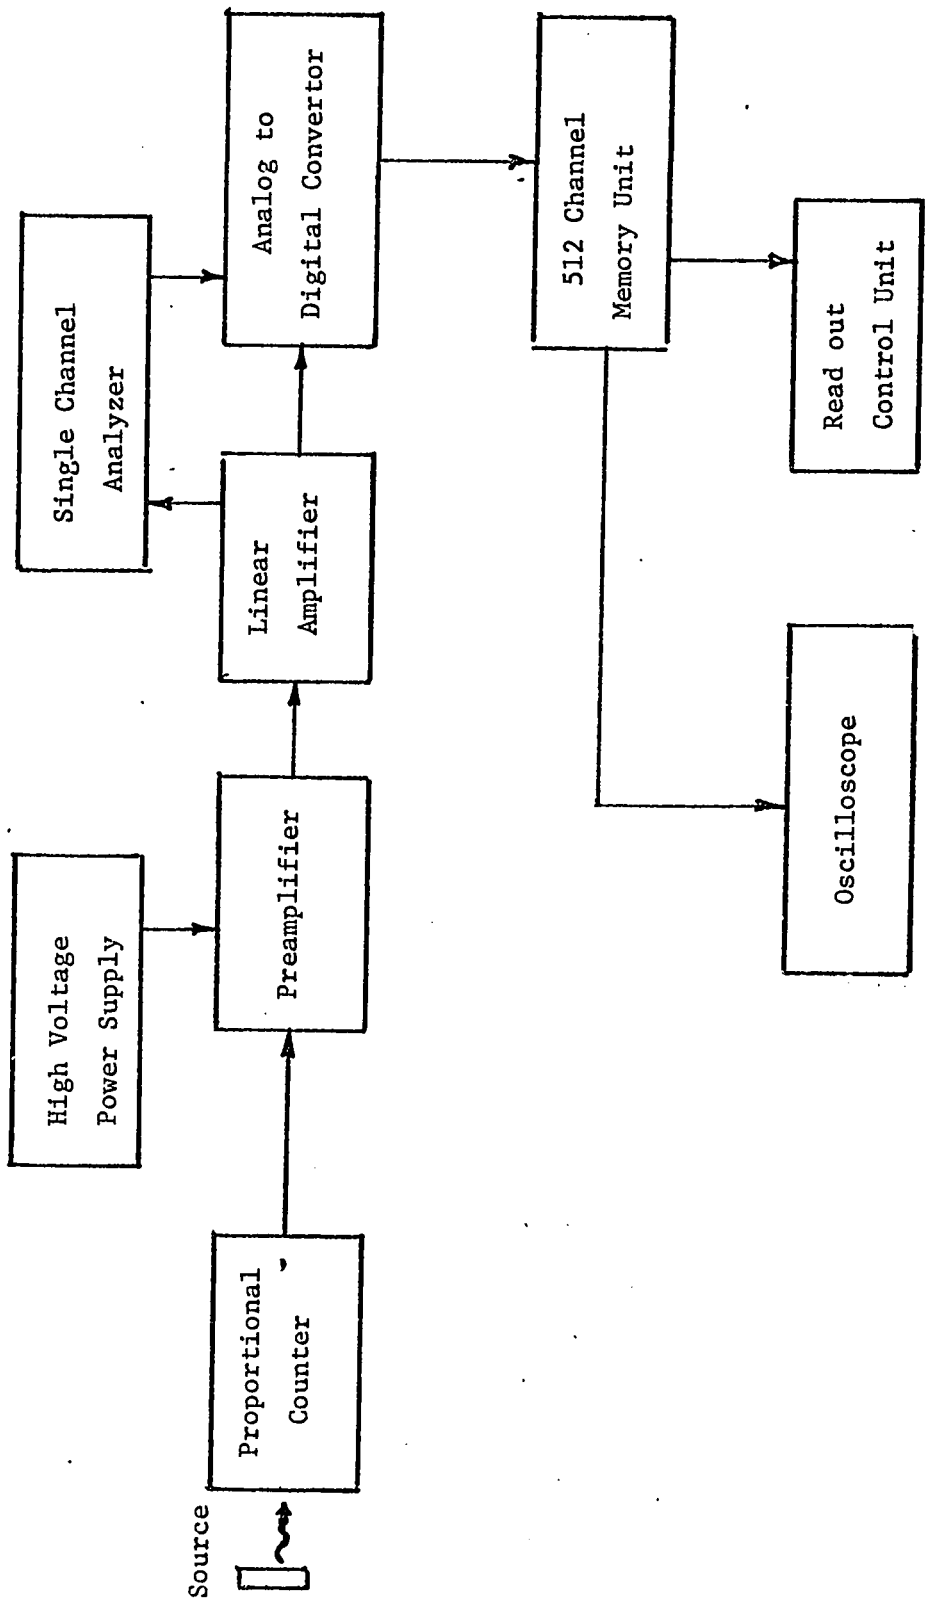 Source
Proportional
Counter
High Voltage
Power Supply
Preamplifier
Linear
Amplifier
Single Channel
Analyzer
Analog to
Digital Convertor
512 Channel
Memory Unit
Read out
Control Unit
Oscilloscope